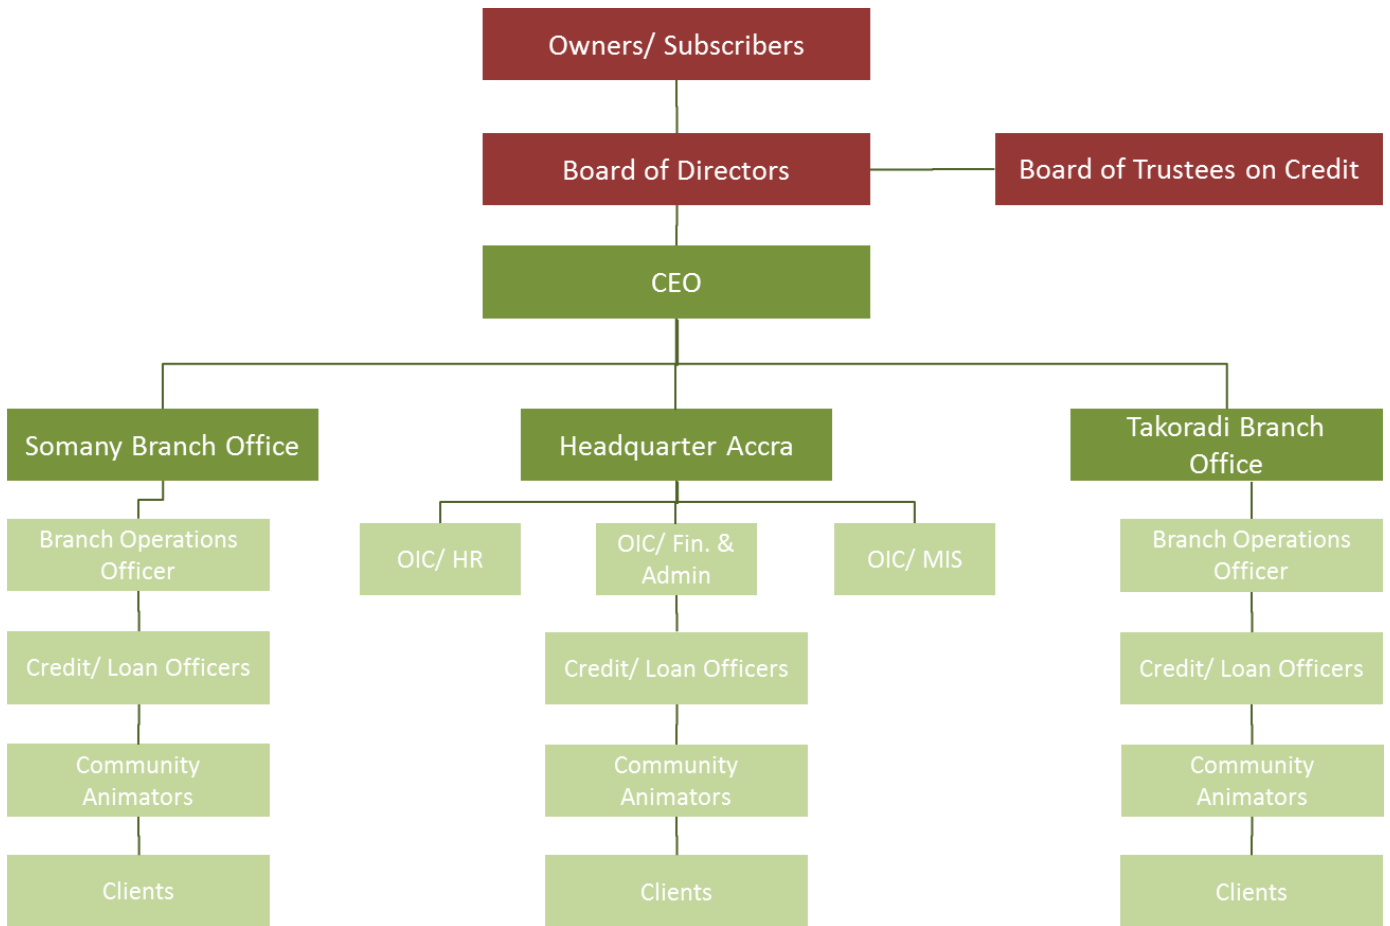 Owners/ Subscribers
Board of Directors
Board of Trustees on Credit
CEO
Somany Branch Office
Headquarter Accra
Takoradi Branch
Office
Branch Operations
Officer
OIC/ HR
OIC/ Fin. &
Admin
OIC/ MIS
Branch Operations
Officer
Credit/ Loan Officers
Credit/ Loan Officers
Credit/ Loan Officers
Community
Animators
Community
Animators
Community
Animators
Clients
Clients
Clients